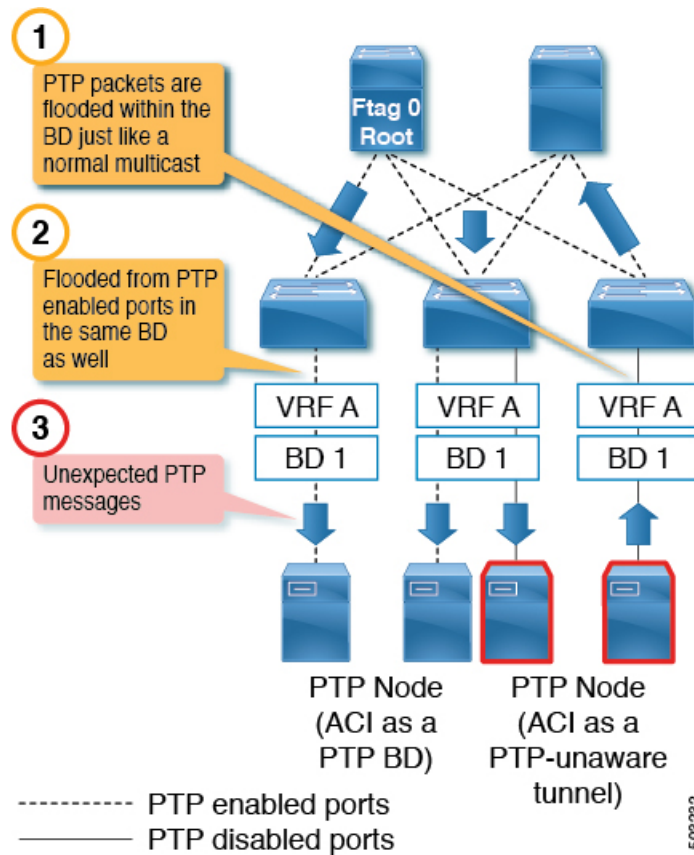 1
PTP packets are
flooded within the
BD just like a
normal multicast
Ftag 0
Root
2
Flooded from PTP
enabled ports in
the same BD
as well
VRF A
VRF A
VRF A
BD 1
BD 1
BD 1
3
Unexpected PTP
messages
PTP Node
(ACI as a
PTP BD)
PTP Node
(ACI as a
PTP-unaware
tunnel)
PTP enabled ports
PTP disabled ports